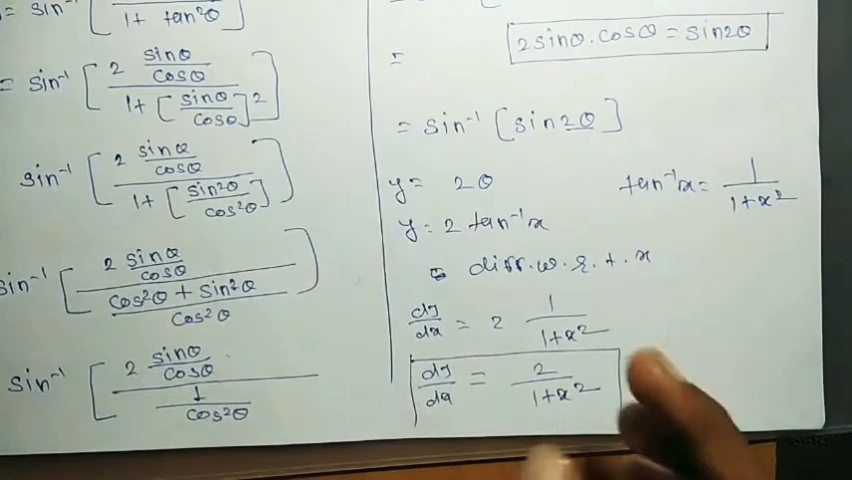 = sin⁻¹ [ / 1 + tan²θ ]
= sin⁻¹ [ 2 sinθ/cosθ / 1 + [ sinθ/cosθ ]² ]
sin⁻¹ [ 2 sinθ/cosθ / 1 + [ sin²θ/cos²θ ] ]
sin⁻¹ [ 2 sinθ/cosθ / cos²θ + sin²θ / cos²θ ]
sin⁻¹ [ 2 sinθ/cosθ / 1/cos²θ
2sinθ.cosθ = sin2θ
=
= sin⁻¹ [sin2θ]
y = 2θ
tan⁻¹x = 1/1+x²
y = 2 tan⁻¹x
diff.w.r.t.x
dy/dx = 2 1/1+x²
dy/dx = 2/1+x²